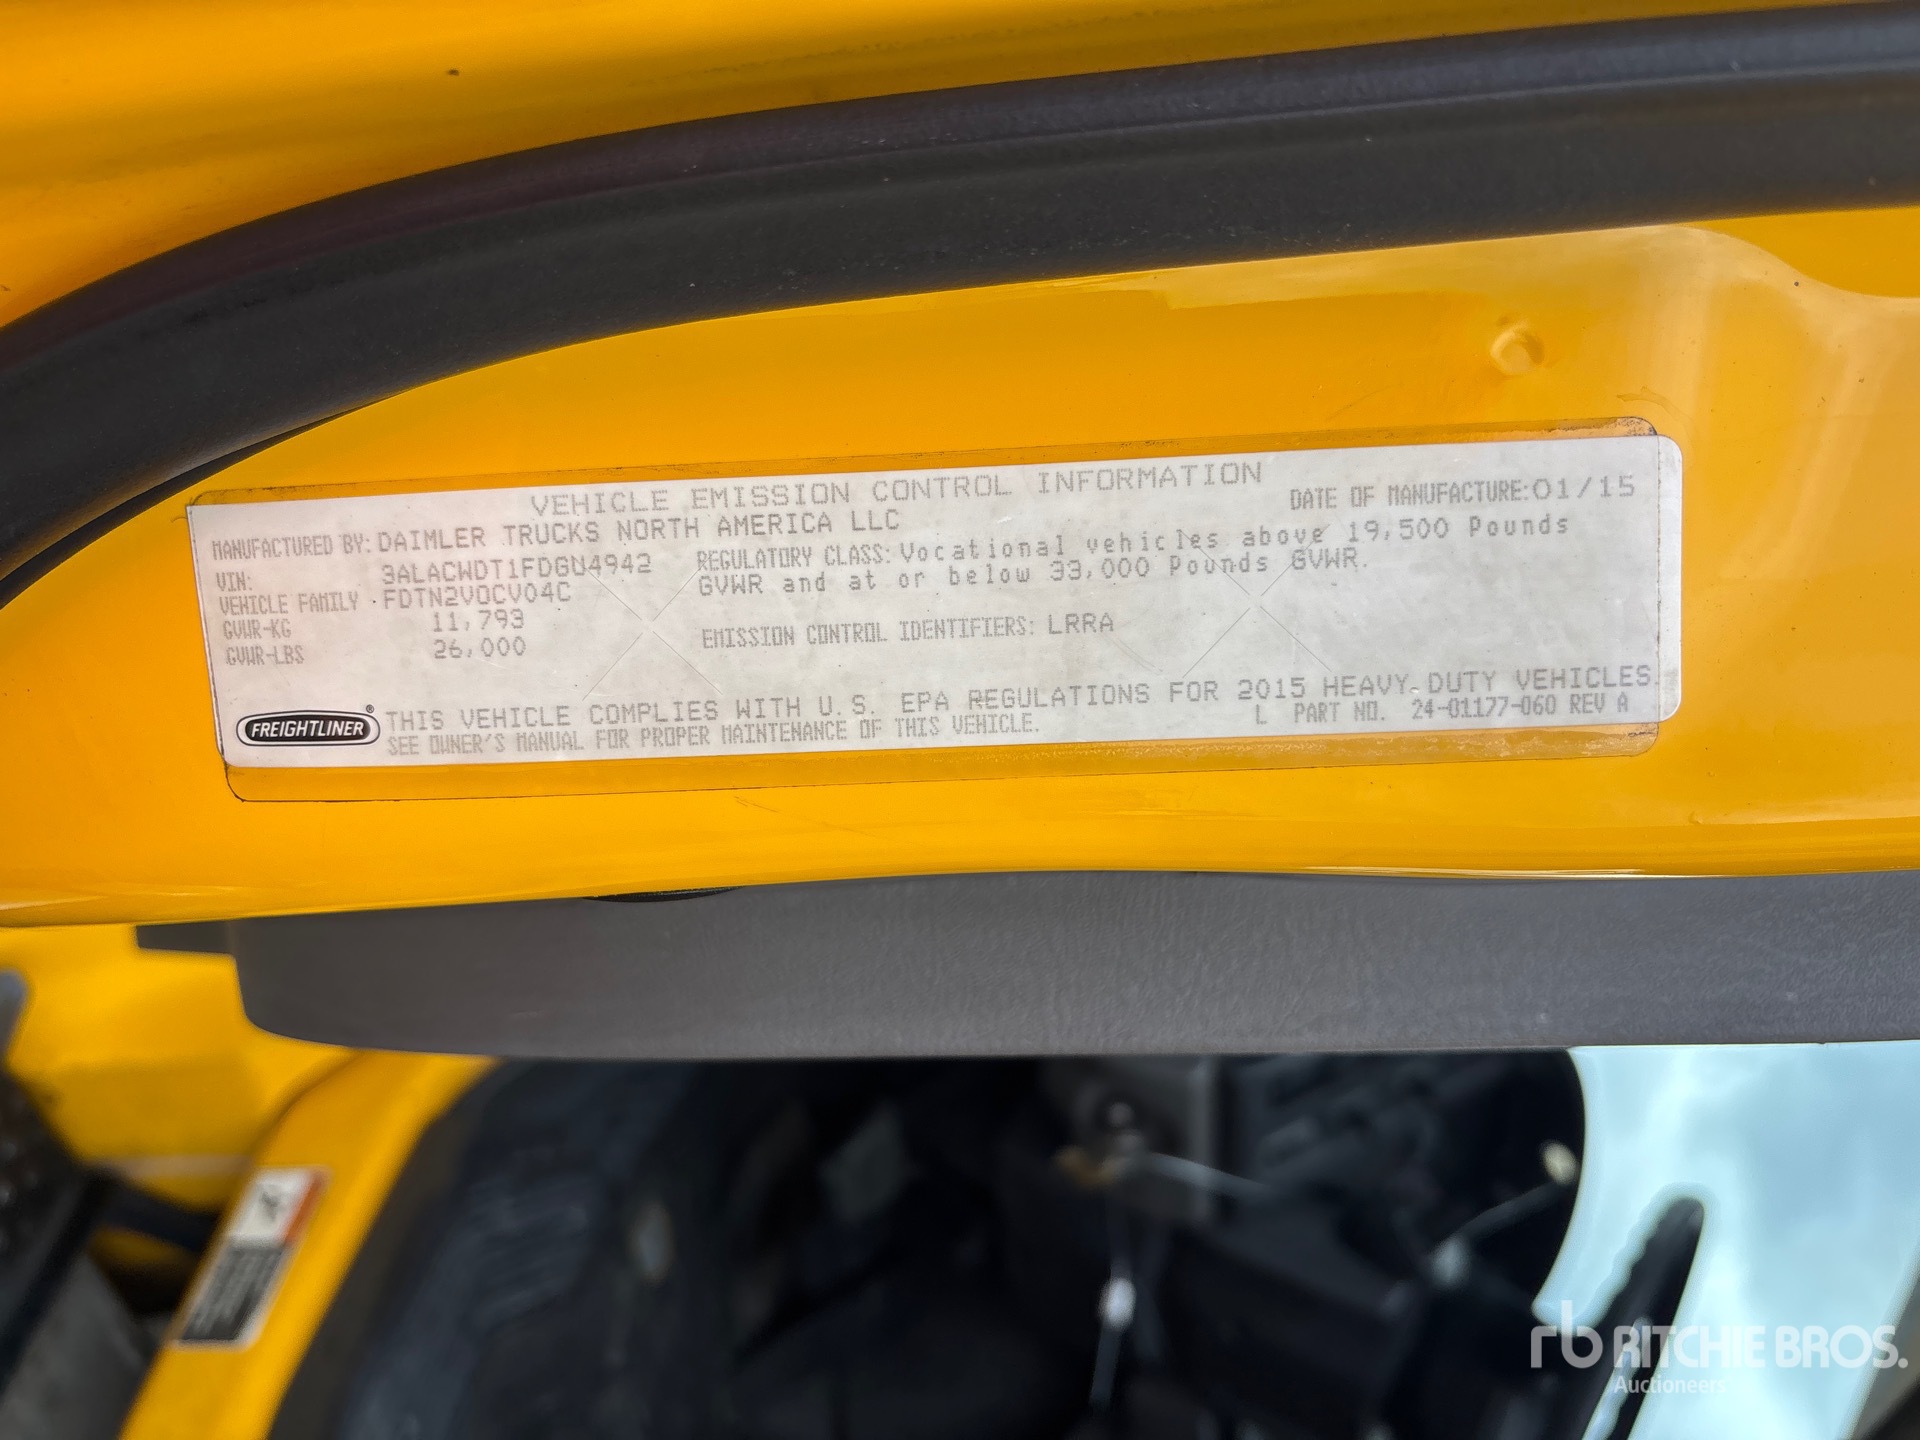 VEHICLE EMISSION CONTROL INFORMATION
DATE OF MANUFACTURE: 01/15
MANUFACTURED BY: DAIMLER TRUCKS NORTH AMERICA LLC
VIN: 3ALACWDT1FDGU4942
VEHICLE FAMILY FDTN2VOCV04C
GVWR-KG 11,793
GVWR-LBS 26,000
REGULATORY CLASS: Vocational vehicles above 19,500 Pounds
GVWR and at or below 33,000 Pounds GVWR.
EMISSION CONTROL IDENTIFIERS: LRRA
FREIGHTLINER®
THIS VEHICLE COMPLIES WITH U.S. EPA REGULATIONS FOR 2015 HEAVY-DUTY VEHICLES.
SEE OWNER'S MANUAL FOR PROPER MAINTENANCE OF THIS VEHICLE.
L PART NO. 24-01177-060 REV A
rb RITCHIE BROS.
Auctioneers